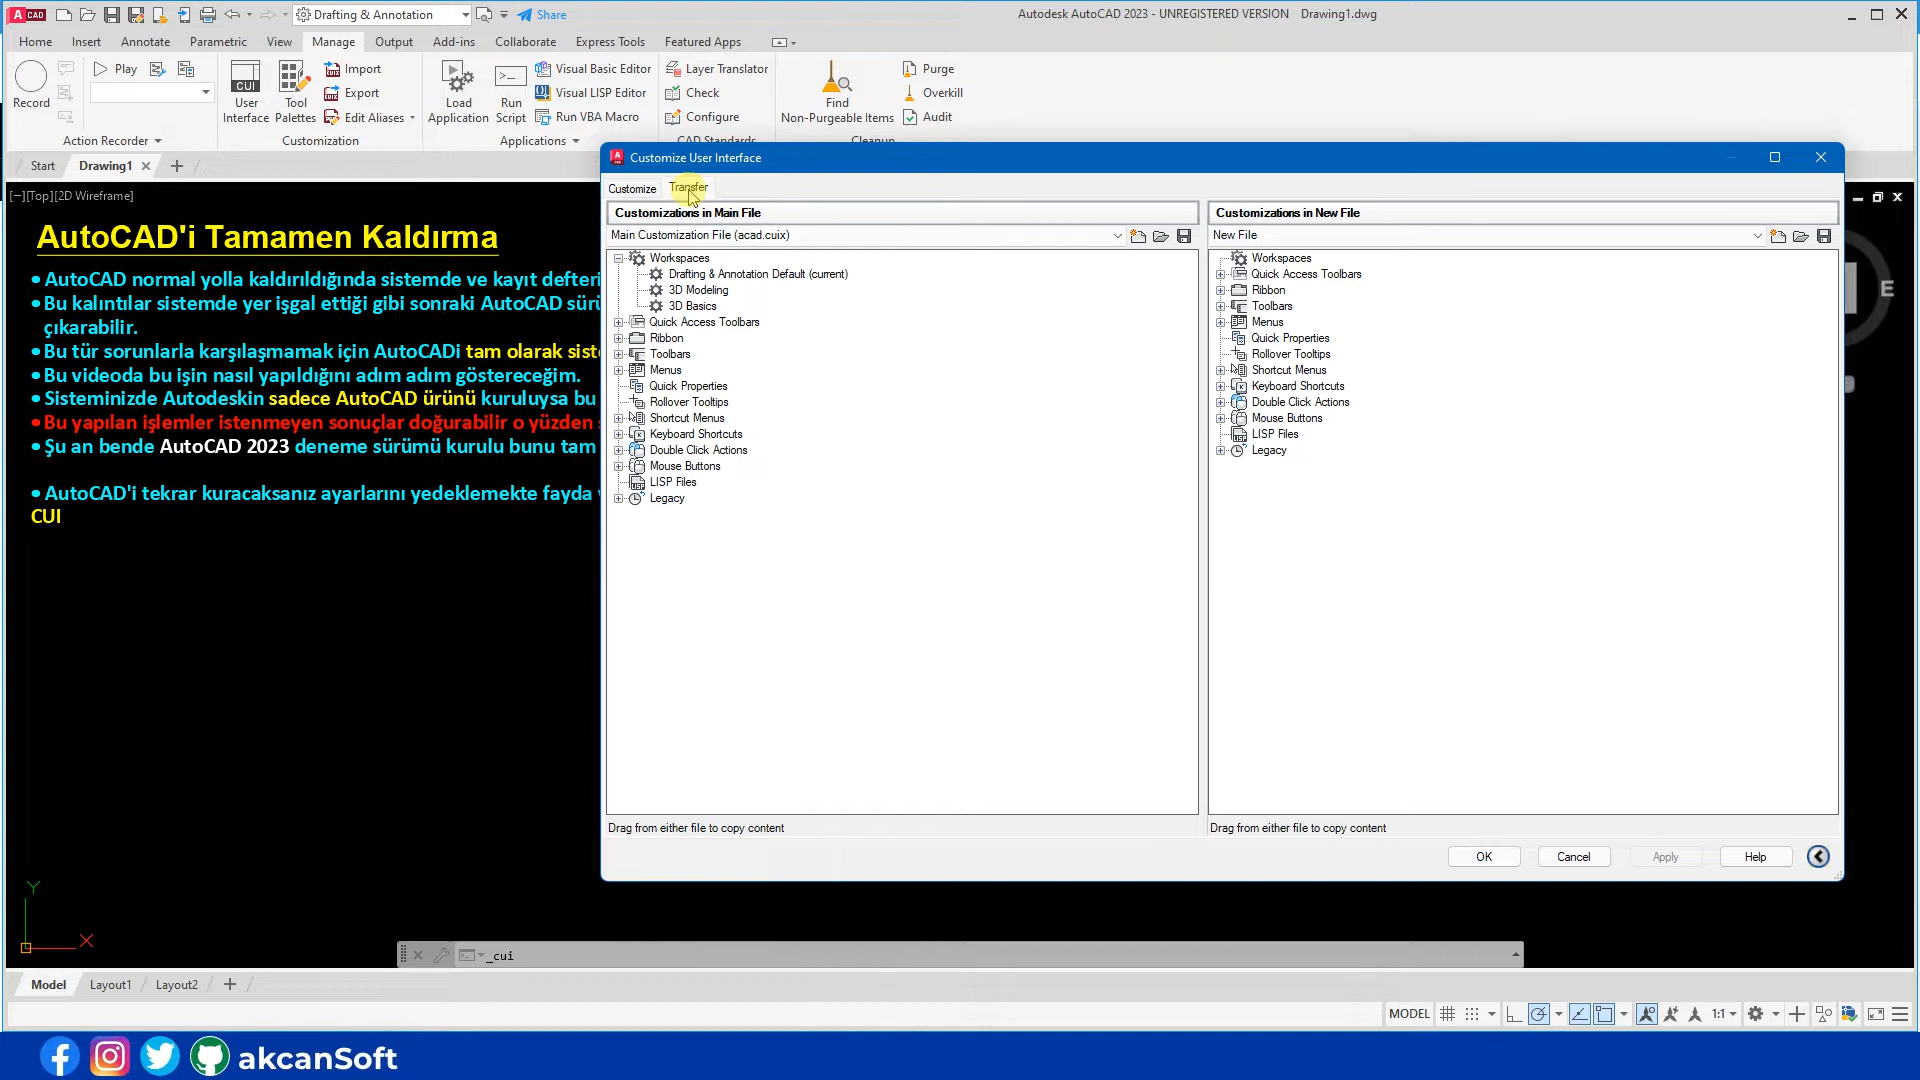 CAD
Drafting & Annotation
Share
Autodesk AutoCAD 2023 - UNREGISTERED VERSION Drawing1.dwg
Home Insert Annotate Parametric View Manage Output Add-ins Collaborate Express Tools Featured Apps
Record
Play
Action Recorder
CUI
User Interface
Tool Palettes
Import
Export
Edit Aliases
Customization
Load Application
Run Script
Visual Basic Editor
Visual LISP Editor
Run VBA Macro
Applications
Layer Translator
Check
Configure
CAD Standards
Find Non-Purgeable Items
Purge
Overkill
Audit
Cleanup
Start Drawing1
[−][Top][2D Wireframe]
AutoCAD'i Tamamen Kaldırma
• AutoCAD normal yolla kaldırıldığında sistemde ve kayıt defteri
• Bu kalıntılar sistemde yer işgal ettiği gibi sonraki AutoCAD sürü
çıkarabilir.
• Bu tür sorunlarla karşılaşmamak için AutoCADi tam olarak siste
• Bu videoda bu işin nasıl yapıldığını adım adım göstereceğim.
• Sisteminizde Autodeskin sadece AutoCAD ürünü kuruluysa bu
• Bu yapılan işlemler istenmeyen sonuçlar doğurabilir o yüzden
• Şu an bende AutoCAD 2023 deneme sürümü kurulu bunu tam
• AutoCAD'i tekrar kuracaksanız ayarlarını yedeklemekte fayda
CUI
Customize User Interface
Customize Transfer
Customizations in Main File
Main Customization File (acad.cuix)
Workspaces
Drafting & Annotation Default (current)
3D Modeling
3D Basics
Quick Access Toolbars
Ribbon
Toolbars
Menus
Quick Properties
Rollover Tooltips
Shortcut Menus
Keyboard Shortcuts
Double Click Actions
Mouse Buttons
LISP Files
Legacy
Drag from either file to copy content
Customizations in New File
New File
Workspaces
Quick Access Toolbars
Ribbon
Toolbars
Menus
Quick Properties
Rollover Tooltips
Shortcut Menus
Keyboard Shortcuts
Double Click Actions
Mouse Buttons
LISP Files
Legacy
Drag from either file to copy content
OK Cancel Apply Help
E
Y
X
_cui
Model Layout1 Layout2
MODEL 1:1
akcanSoft